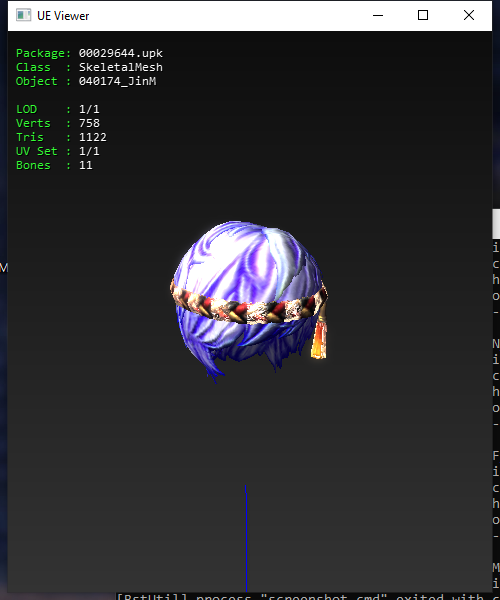 UE Viewer
Package: 00029644.upk
Class  : SkeletalMesh
Object : 040174_JinM
LOD    : 1/1
Verts  : 758
Tris   : 1122
UV Set : 1/1
Bones  : 11
M
i
c
h
o
-
N
i
c
h
o
-
F
i
c
h
o
-
M
i
[BstUtil] process "screenshot.cmd" exited with c